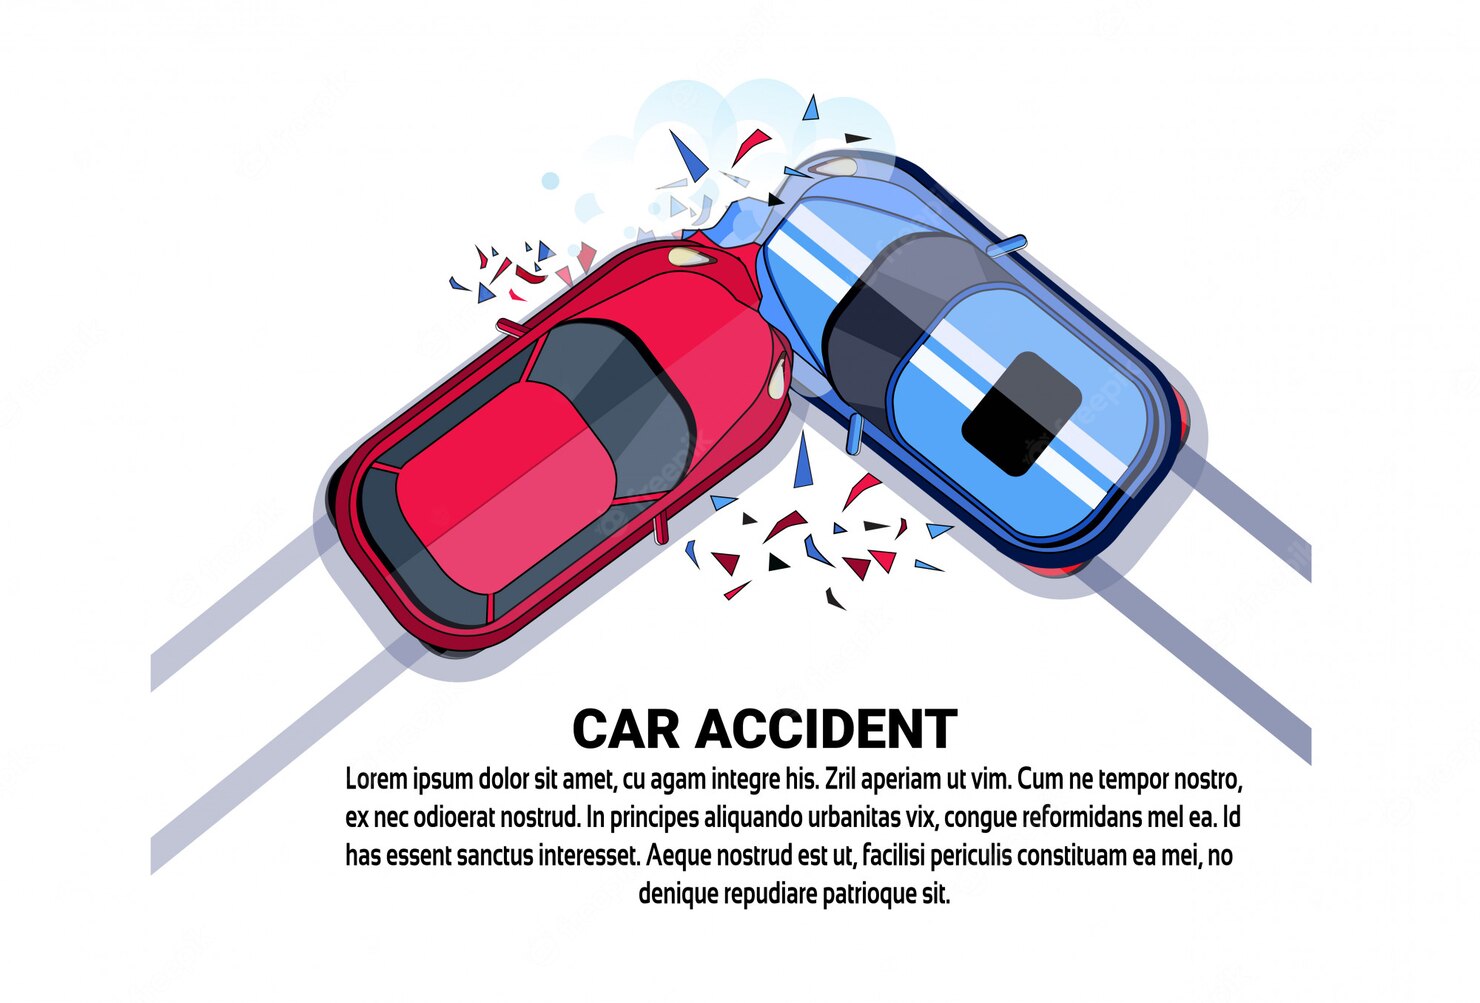 CAR ACCIDENT
Lorem ipsum dolor sit amet, cu agam integre his. Zril aperiam ut vim. Cum ne tempor nostro,
ex nec odioerat nostrud. In principes aliquando urbanitas vix, congue reformidans mel ea. Id
has essent sanctus interesset. Aeque nostrud est ut, facilisi periculis constituam ea mei, no
denique repudiare patrioque sit.